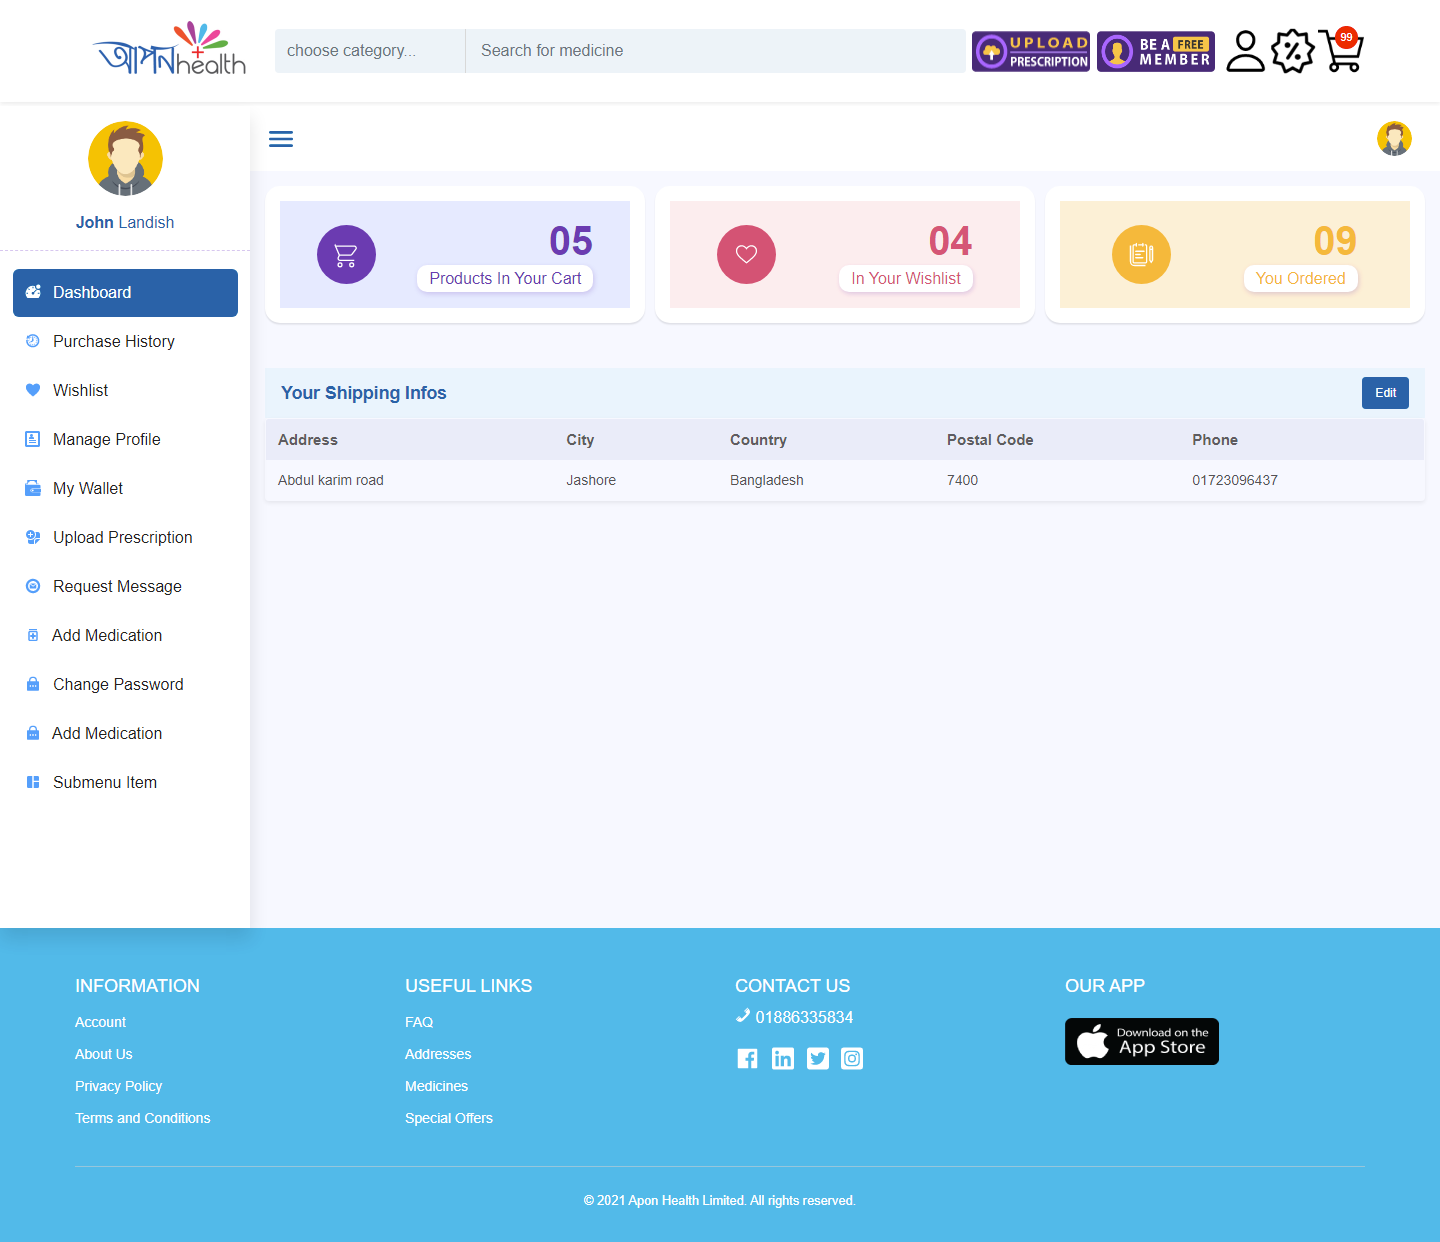 আপন
health
choose category...
Search for medicine
UPLOAD
PRESCRIPTION
BE A FREE
MEMBER
99
John Landish
Dashboard
Purchase History
Wishlist
Manage Profile
My Wallet
Upload Prescription
Request Message
Add Medication
Change Password
Add Medication
Submenu Item
05
Products In Your Cart
04
In Your Wishlist
09
You Ordered
Your Shipping Infos
Edit
Address City Country Postal Code Phone
Abdul karim road Jashore Bangladesh 7400 01723096437
INFORMATION
Account
About Us
Privacy Policy
Terms and Conditions
USEFUL LINKS
FAQ
Addresses
Medicines
Special Offers
CONTACT US
01886335834
OUR APP
Download on the
App Store
© 2021 Apon Health Limited. All rights reserved.